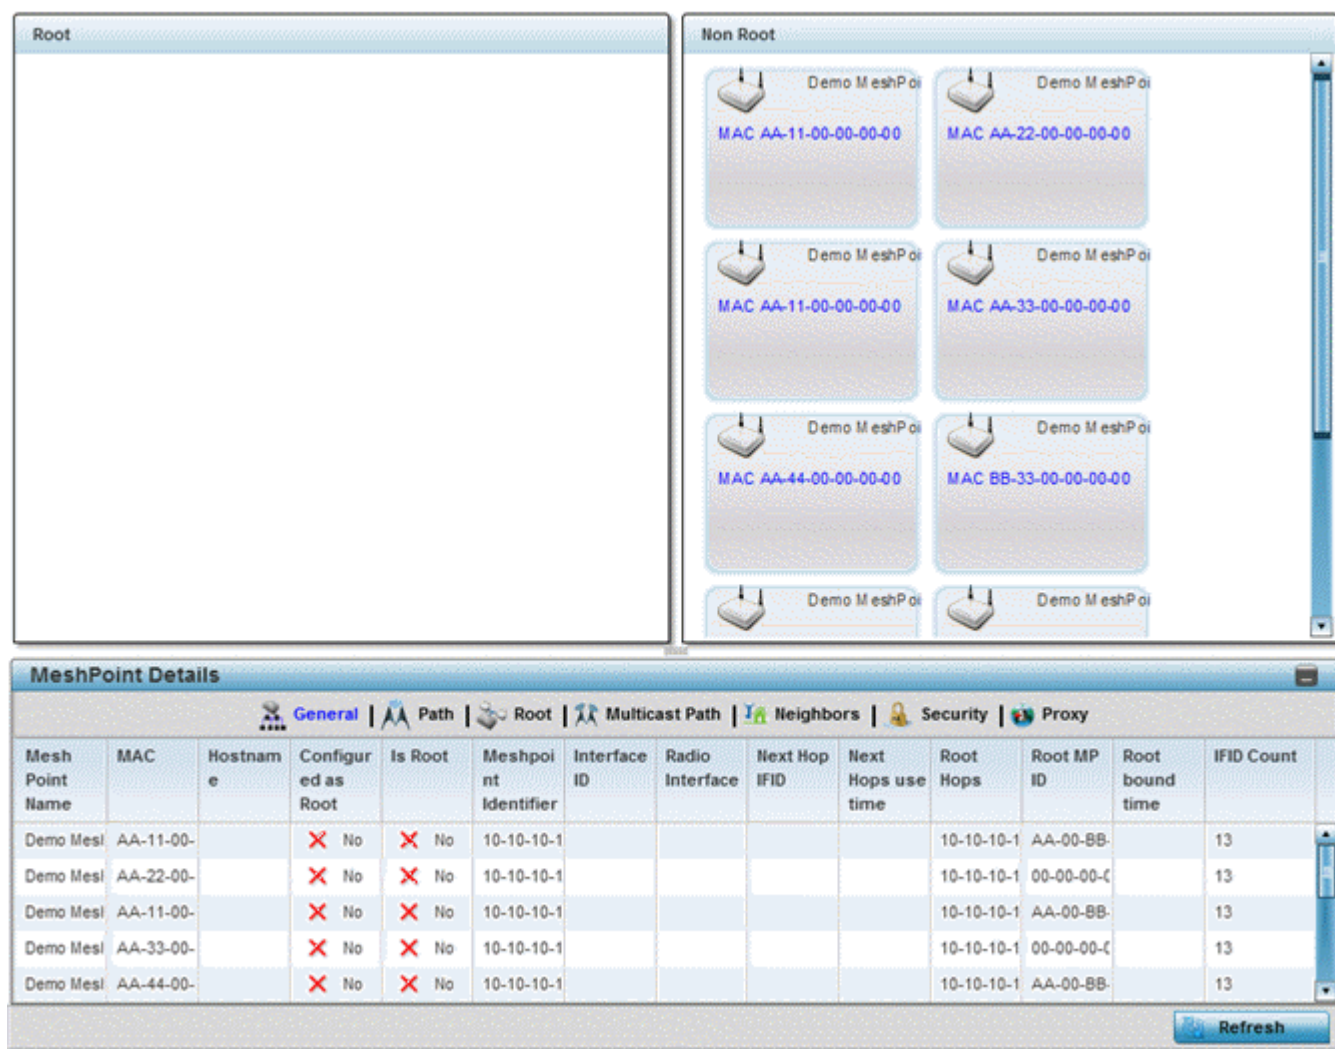 Root
Non Root
Demo MeshPoi
Demo MeshPoi
MAC AA-11-00-00-00-00
MAC AA-22-00-00-00-00
Demo MeshPoi
Demo MeshPoi
MAC AA-11-00-00-00-00
MAC AA-33-00-00-00-00
Demo MeshPoi
Demo MeshPoi
MAC AA-44-00-00-00-00
MAC BB-33-00-00-00-00
Demo MeshPoi
Demo MeshPoi
MeshPoint Details
General | Path | Root | Multicast Path | Neighbors | Security | Proxy
Mesh Point Name MAC Hostname Configured as Root Is Root Meshpoint Identifier Interface ID Radio Interface Next Hop IFID Next Hops use time Root Hops Root MP ID Root bound time IFID Count
Demo Mesl AA-11-00- No No 10-10-10-1 10-10-10-1 AA-00-BB- 13
Demo Mesl AA-22-00- No No 10-10-10-1 10-10-10-1 00-00-00-0 13
Demo Mesl AA-11-00- No No 10-10-10-1 10-10-10-1 AA-00-BB- 13
Demo Mesl AA-33-00- No No 10-10-10-1 10-10-10-1 00-00-00-0 13
Demo Mesl AA-44-00- No No 10-10-10-1 10-10-10-1 AA-00-BB- 13
Refresh